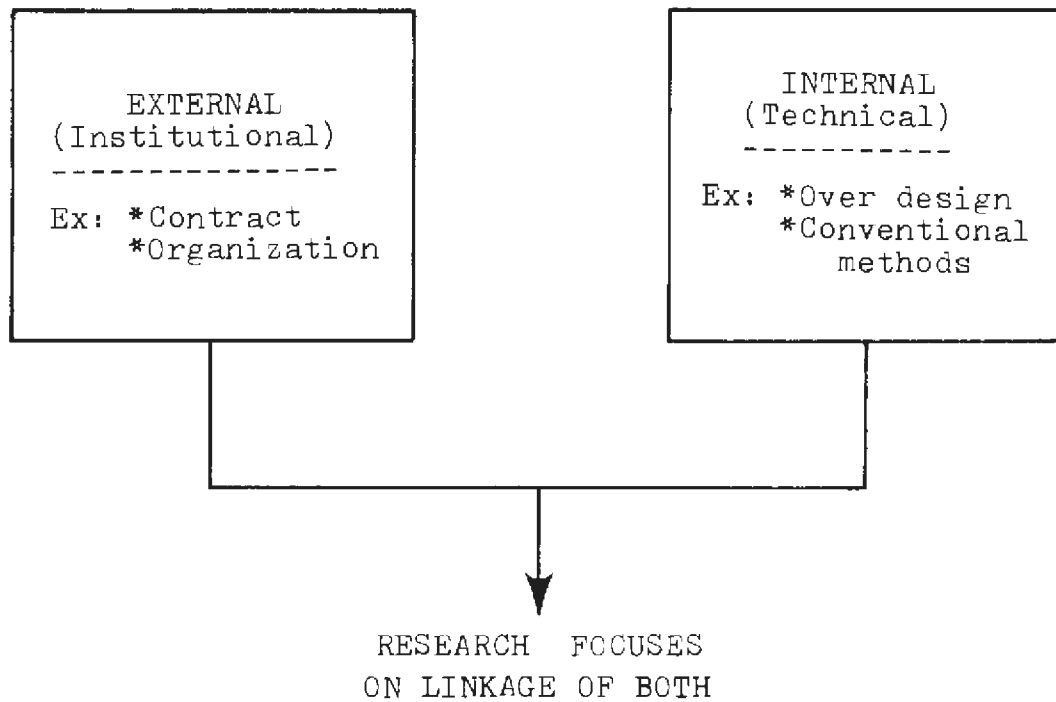 EXTERNAL
(Institutional)
---------------
Ex: *Contract
*Organization
INTERNAL
(Technical)
-----------
Ex: *Over design
*Conventional
methods
RESEARCH FOCUSES
ON LINKAGE OF BOTH